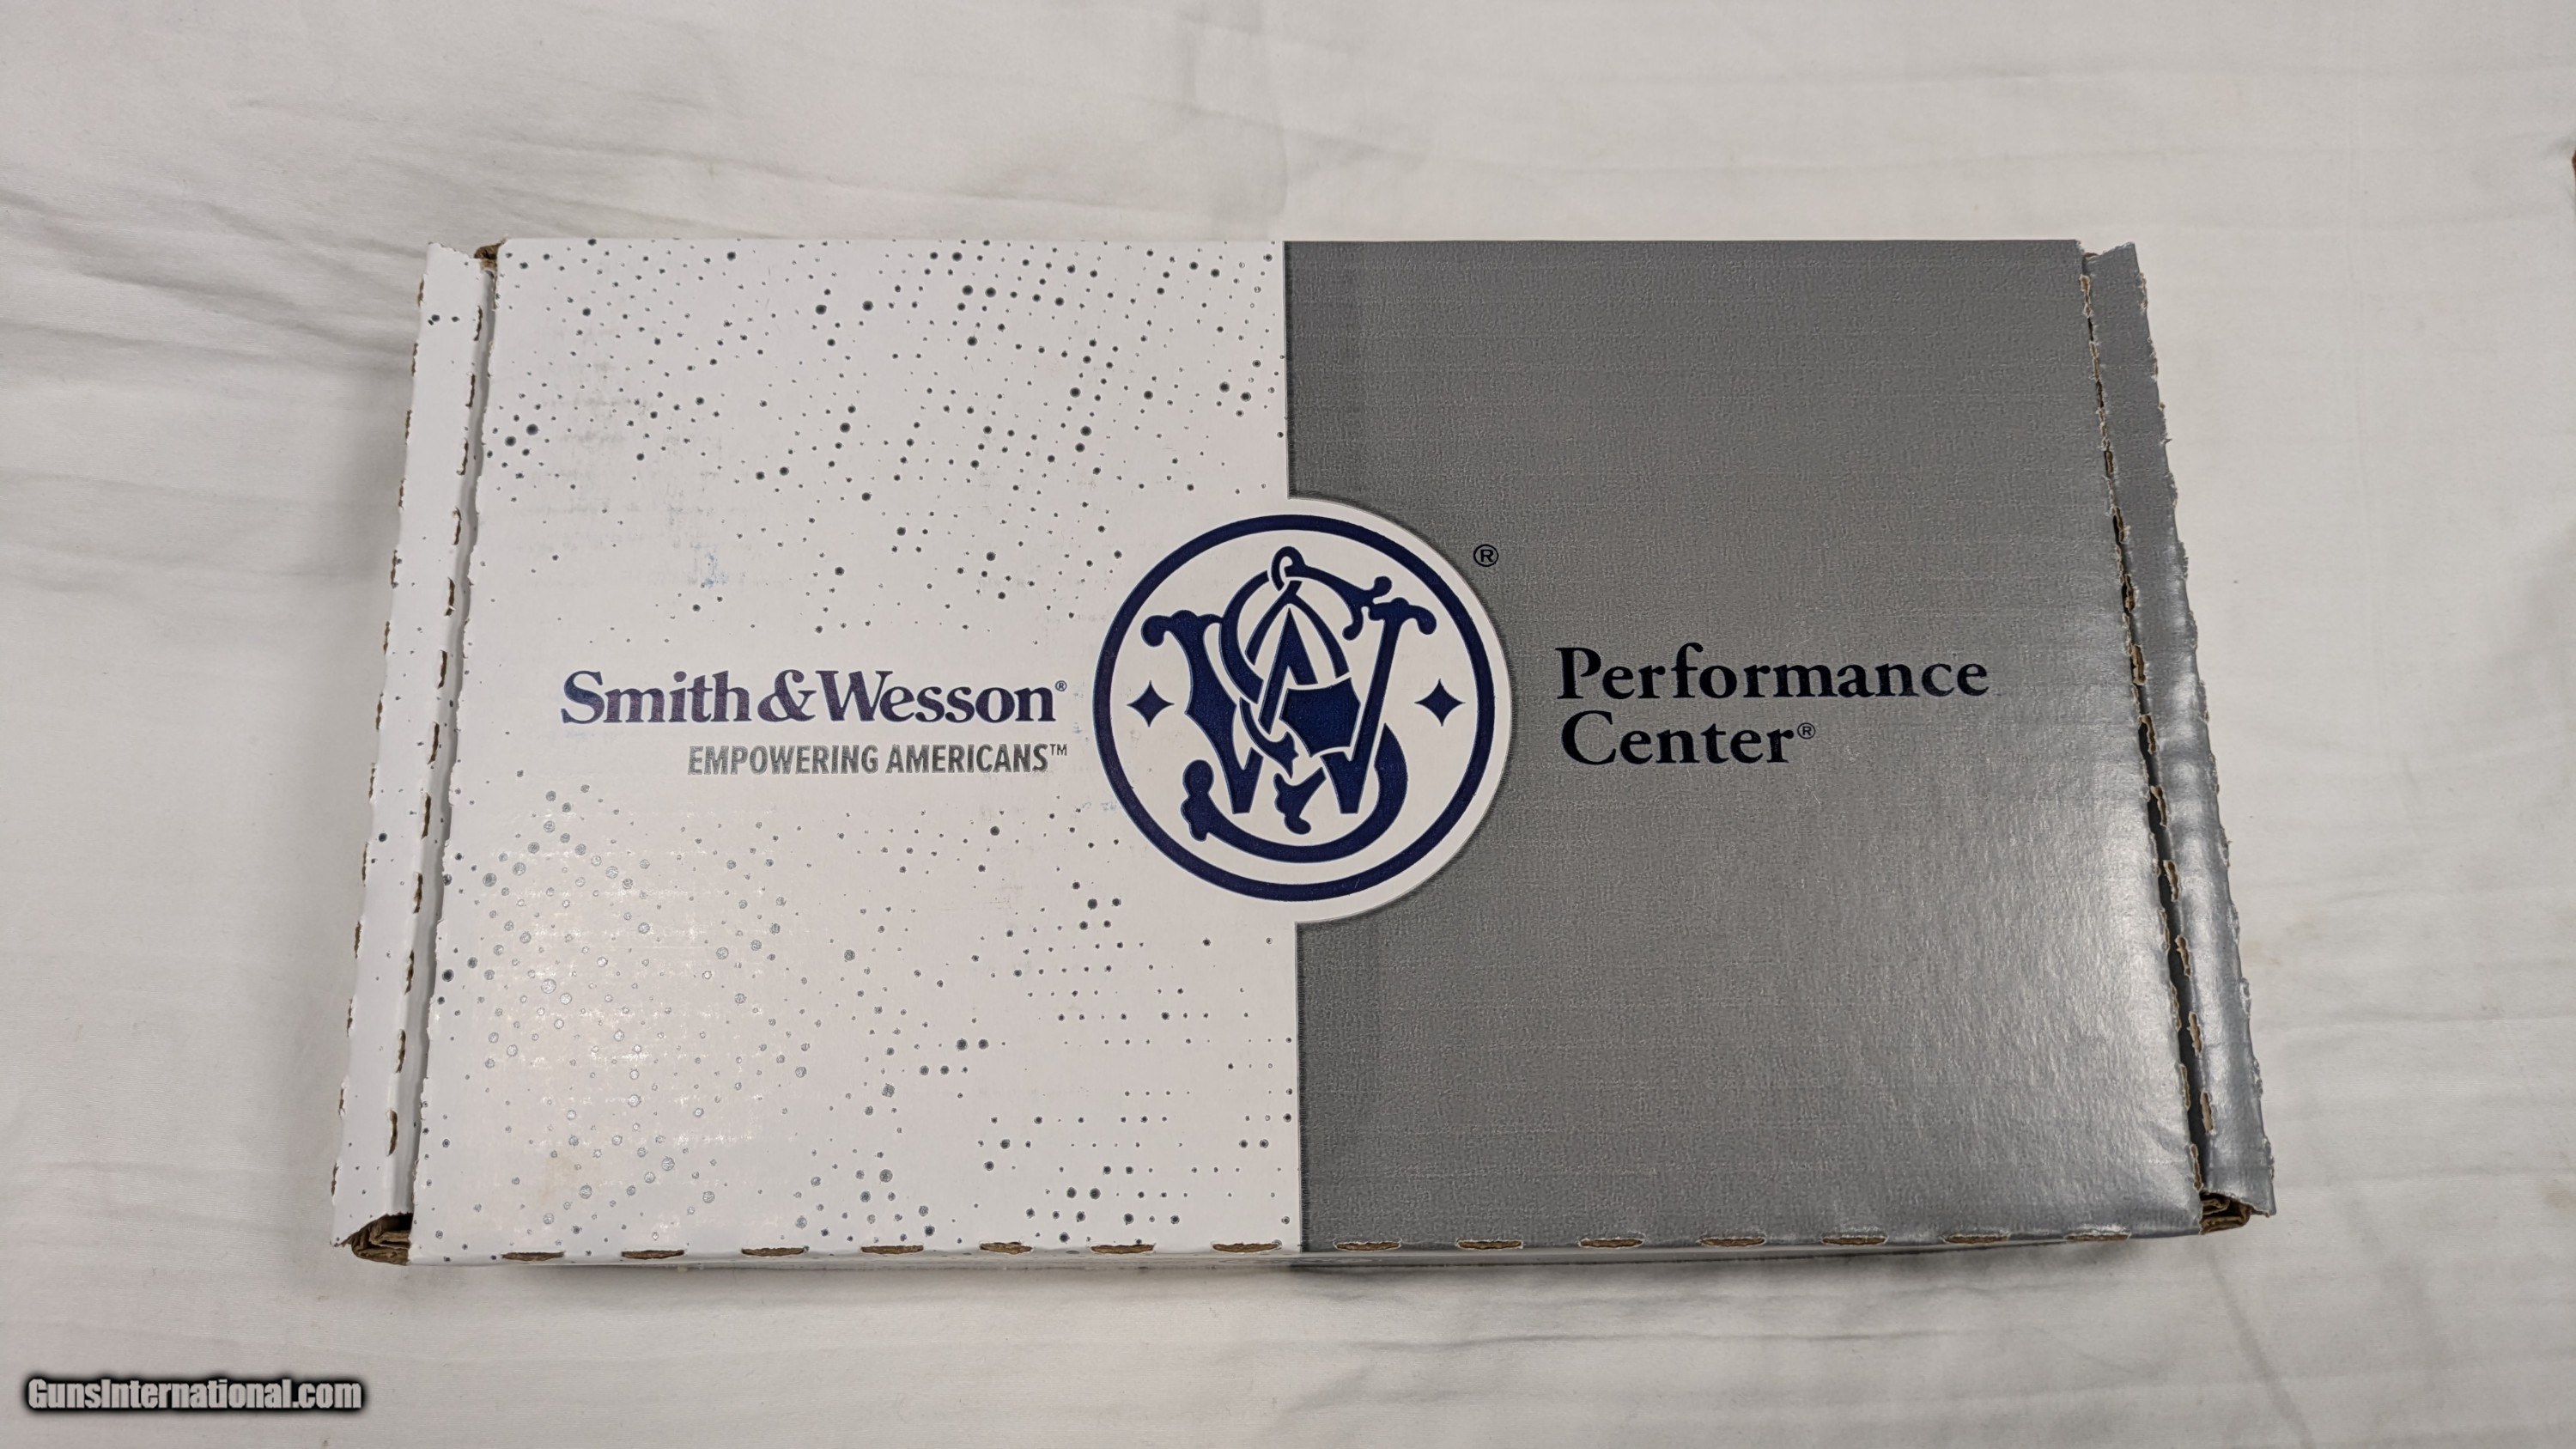 Smith & Wesson®
EMPOWERING AMERICANS™
®
Performance
Center®
GunsInternational.com